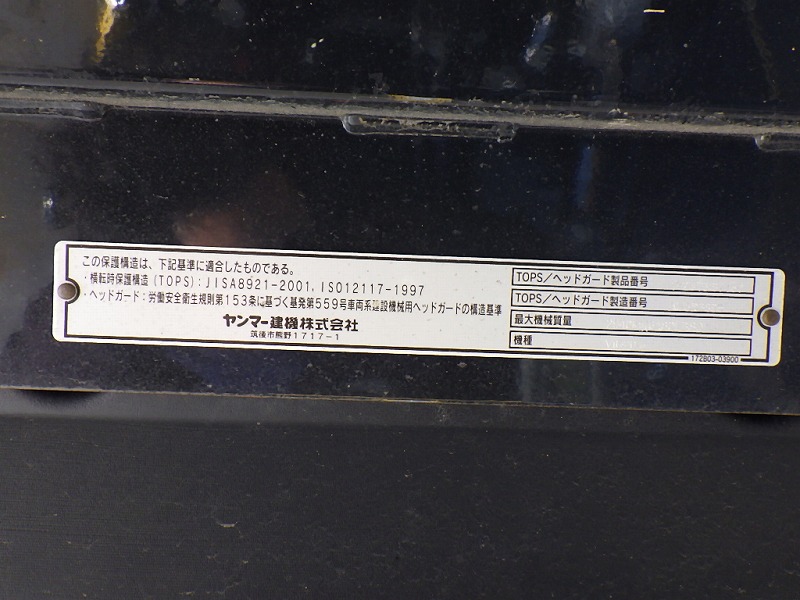 この保護構造は、下記基準に適合したものである。
・横転時保護構造(TOPS):JISA8921-2001,ISO12117-1997
・ヘッドガード:労働安全衛生規則第153条に基づく基発第559号車両系建設機械用ヘッドガードの構造基準
ヤンマー建機株式会社
筑後市熊野1717-1
TOPS/ヘッドガード製品番号
TOPS/ヘッドガード製造番号
最大機械質量
機種
172B03-03900